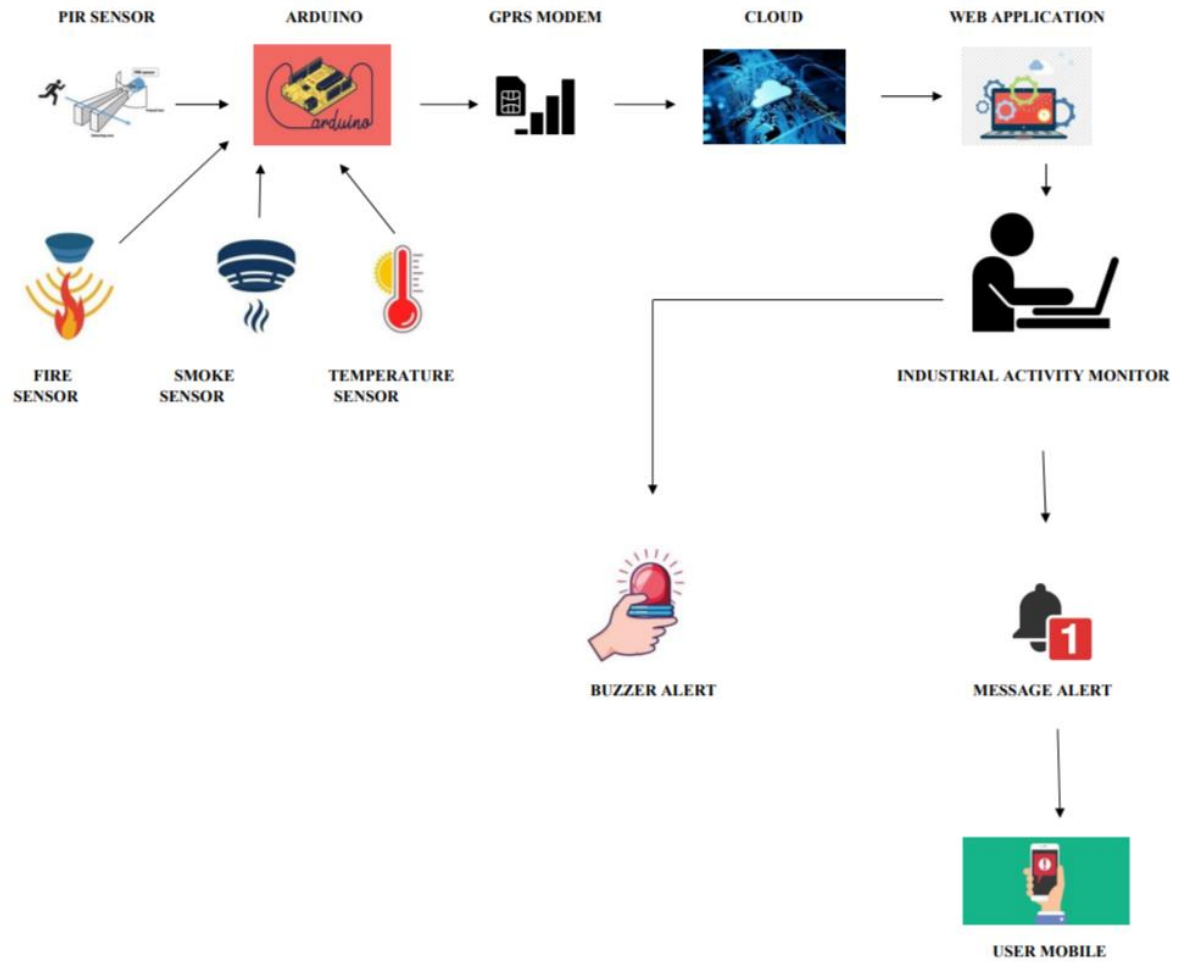 PIR SENSOR
ARDUINO
GPRS MODEM
CLOUD
WEB APPLICATION
arduino
FIRE
SENSOR
SMOKE
SENSOR
TEMPERATURE
SENSOR
INDUSTRIAL ACTIVITY MONITOR
BUZZER ALERT
1
MESSAGE ALERT
USER MOBILE